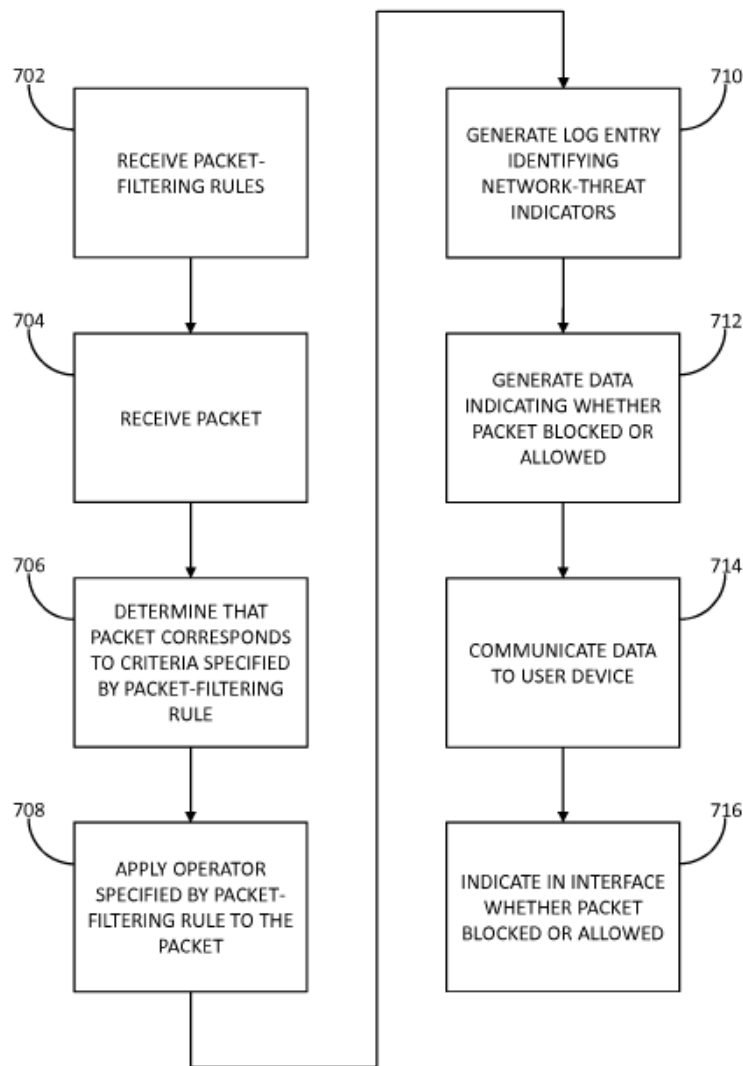 702
RECEIVE PACKET-
FILTERING RULES
704
RECEIVE PACKET
706
DETERMINE THAT
PACKET CORRESPONDS
TO CRITERIA SPECIFIED
BY PACKET-FILTERING
RULE
708
APPLY OPERATOR
SPECIFIED BY PACKET-
FILTERING RULE TO THE
PACKET
710
GENERATE LOG ENTRY
IDENTIFYING
NETWORK-THREAT
INDICATORS
712
GENERATE DATA
INDICATING WHETHER
PACKET BLOCKED OR
ALLOWED
714
COMMUNICATE DATA
TO USER DEVICE
716
INDICATE IN INTERFACE
WHETHER PACKET
BLOCKED OR ALLOWED